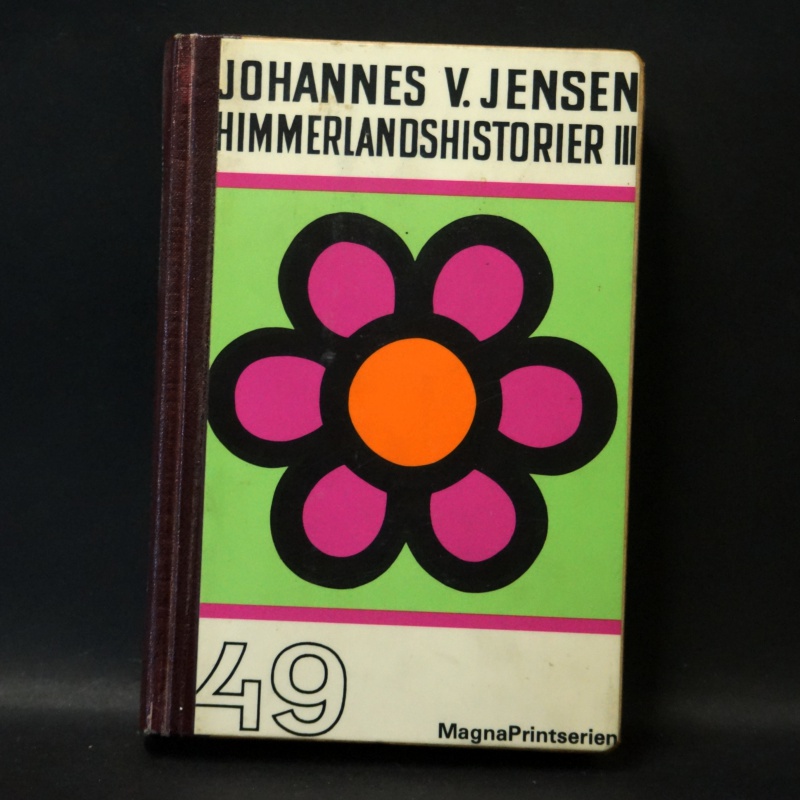 JOHANNES V. JENSEN
HIMMERLANDSHISTORIER III
49
MagnaPrintserien